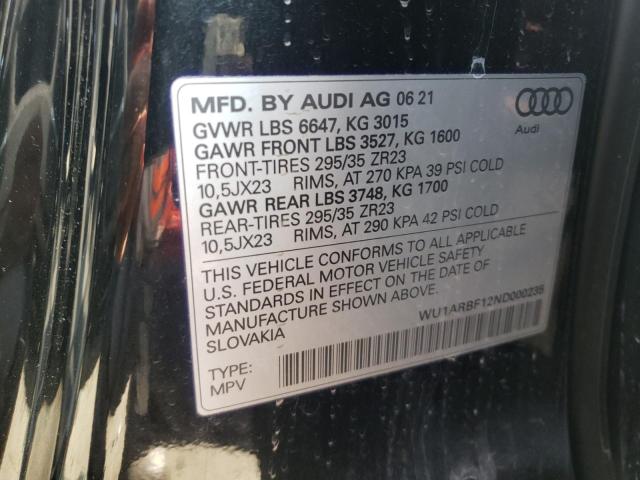 MFD. BY AUDI AG 06 21
GVWR LBS 6647, KG 3015
GAWR FRONT LBS 3527, KG 1600
FRONT-TIRES 295/35 ZR23
10,5JX23 RIMS, AT 270 KPA 39 PSI COLD
GAWR REAR LBS 3748, KG 1700
REAR-TIRES 295/35 ZR23
10,5JX23 RIMS, AT 290 KPA 42 PSI COLD
Audi
THIS VEHICLE CONFORMS TO ALL APPLICABLE
U.S. FEDERAL MOTOR VEHICLE SAFETY
STANDARDS IN EFFECT ON THE DATE OF
MANUFACTURE SHOWN ABOVE.
SLOVAKIA
WU1ARBF12ND000235
TYPE:
MPV